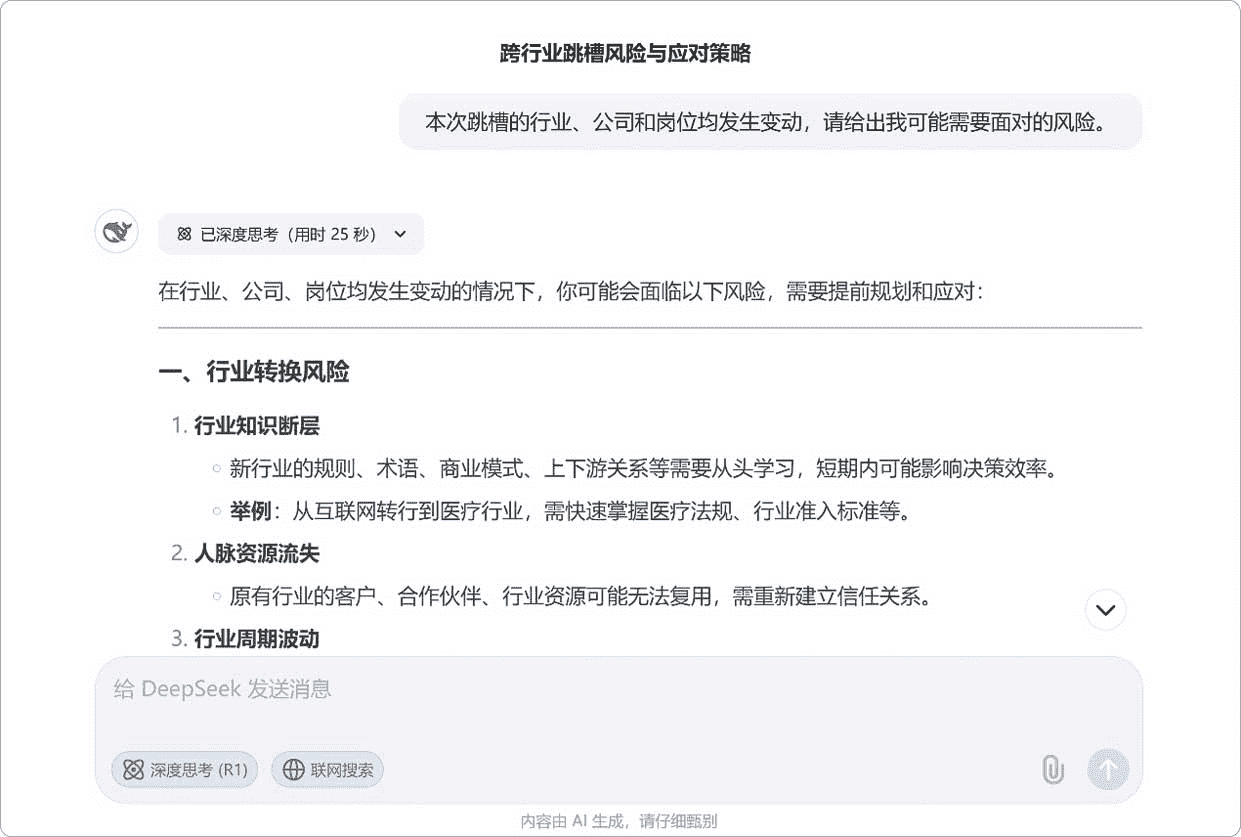 跨行业跳槽风险与应对策略
本次跳槽的行业、公司和岗位均发生变动，请给出我可能需要面对的风险。
已深度思考（用时 25 秒）
在行业、公司、岗位均发生变动的情况下，你可能会面临以下风险，需要提前规划和应对：
一、行业转换风险
1. 行业知识断层
新行业的规则、术语、商业模式、上下游关系等需要从头学习，短期内可能影响决策效率。
举例：从互联网转行到医疗行业，需快速掌握医疗法规、行业准入标准等。
2. 人脉资源流失
原有行业的客户、合作伙伴、行业资源可能无法复用，需重新建立信任关系。
3. 行业周期波动
给 DeepSeek 发送消息
深度思考 (R1) 联网搜索
内容由 AI 生成，请仔细甄别